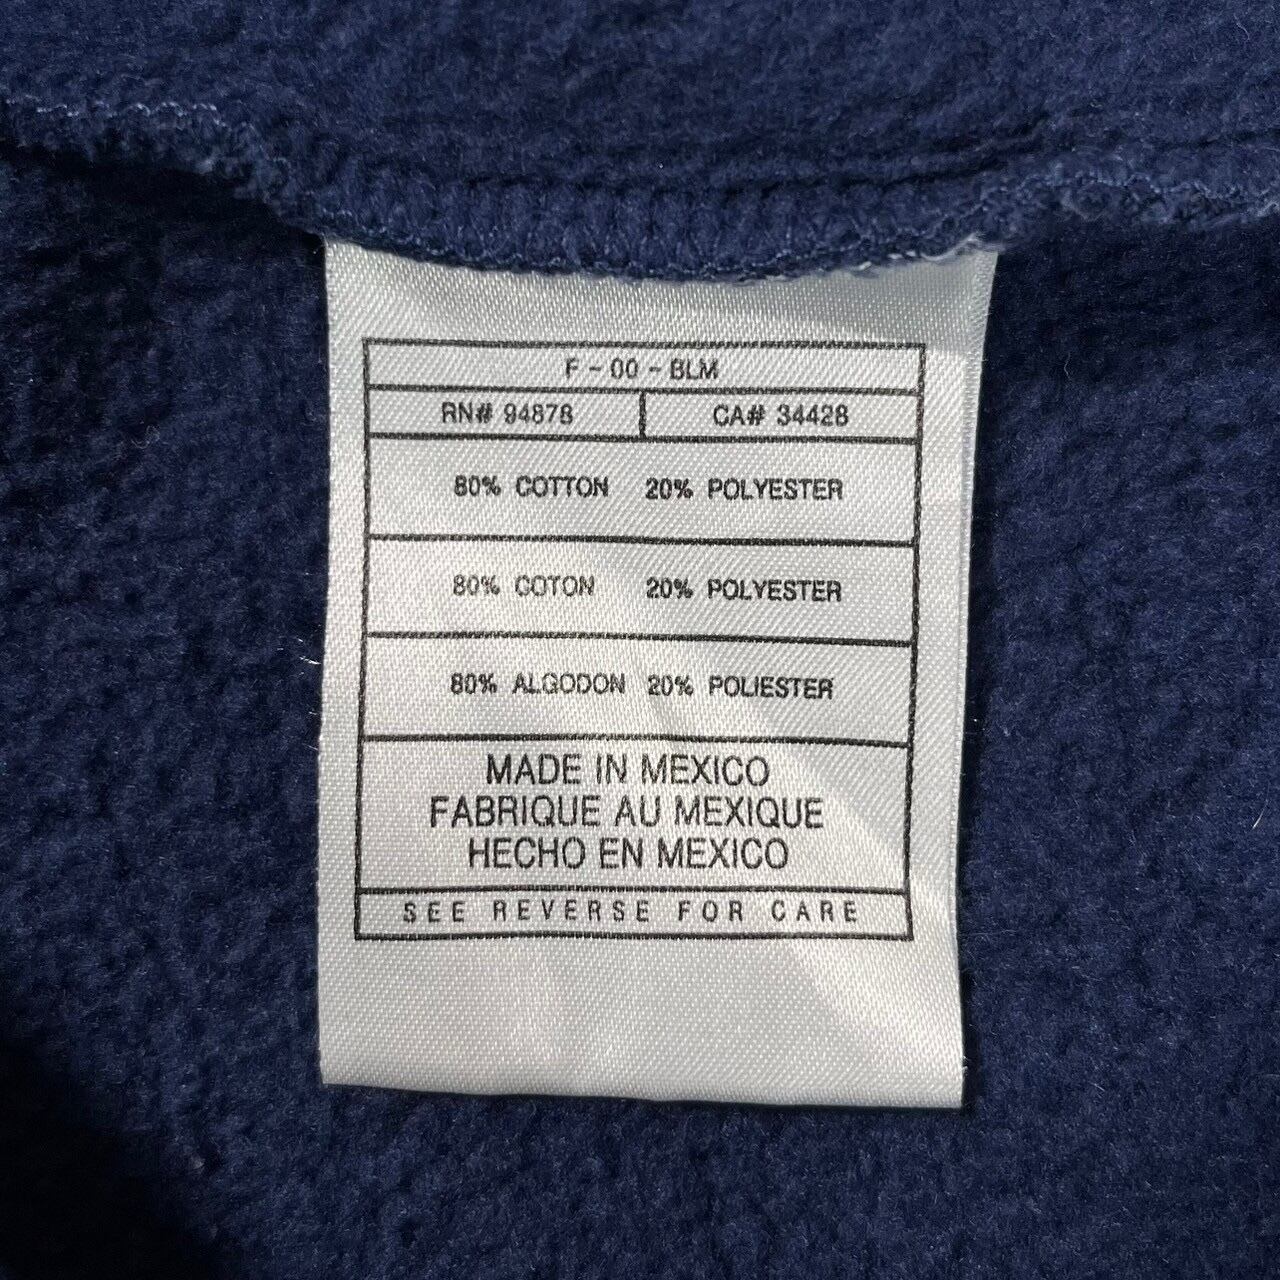 F - 00 - BLM
RN# 94878 CA# 34428
80% COTTON 20% POLYESTER
80% COTON 20% POLYESTER
80% ALGODON 20% POLIESTER
MADE IN MEXICO
FABRIQUE AU MEXIQUE
HECHO EN MEXICO
SEE REVERSE FOR CARE